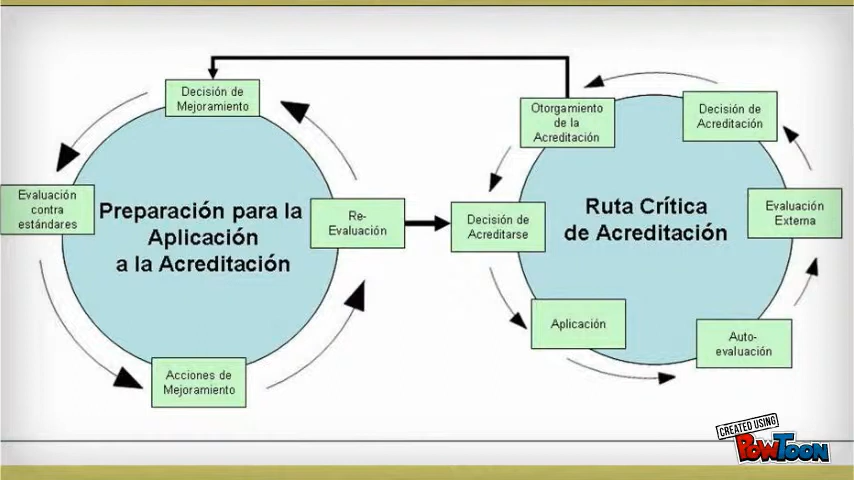 Decisión de
Mejoramiento
Evaluación
contra
estándares
Preparación para la
Aplicación
a la Acreditación
Re-
Evaluación
Acciones de
Mejoramiento
Otorgamiento
de la
Acreditación
Decisión de
Acreditación
Decisión de
Acreditarse
Ruta Crítica
de Acreditación
Evaluación
Externa
Aplicación
Auto-
evaluación
CREATED USING
POWTOON